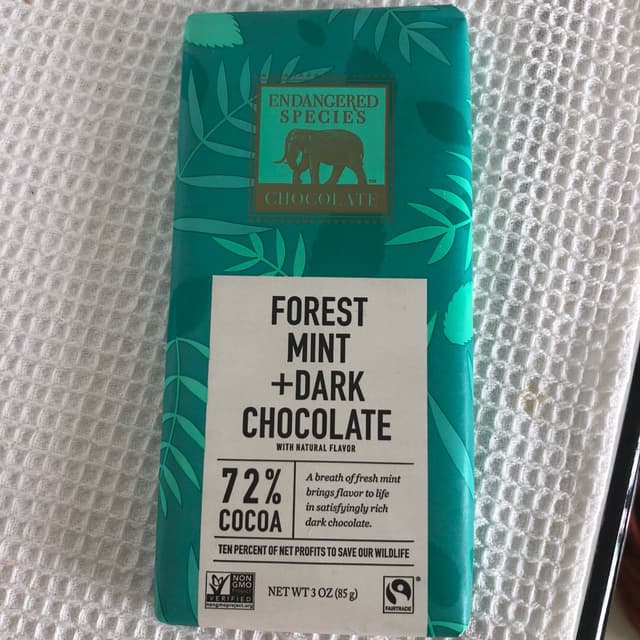 ENDANGERED
SPECIES
CHOCOLATE
FOREST
MINT
+DARK
CHOCOLATE
WITH NATURAL FLAVOR
72%
COCOA
A breath of fresh mint
brings flavor to life
in satisfyingly rich
dark chocolate.
TEN PERCENT OF NET PROFITS TO SAVE OUR WILDLIFE
NON
GMO
VERIFIED
nongmoproject.org
NET WT 3 OZ (85 g)
FAIRTRADE